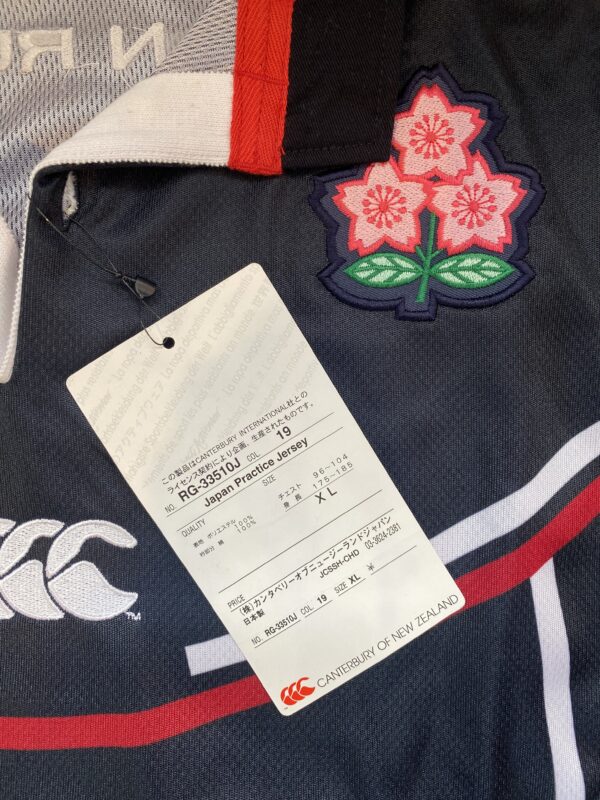 N RU
この製品はCANTERBURY INTERNATIONAL社との
ライセンス契約により企画、生産されたものです。
NO. RG-33510J COL 19
Japan Practice Jersey
QUALITY SIZE
ポリエステル 100% チェスト 96-104
綿 100% 身長 175-185
XL
PRICE
(株)カンタベリーオブニュージーランドジャパン
日本製 JCSSH-CHD 03-3624-2381
NO. RG-33510J COL 19 SIZE XL ¥
CANTERBURY OF NEW ZEALAND
TM